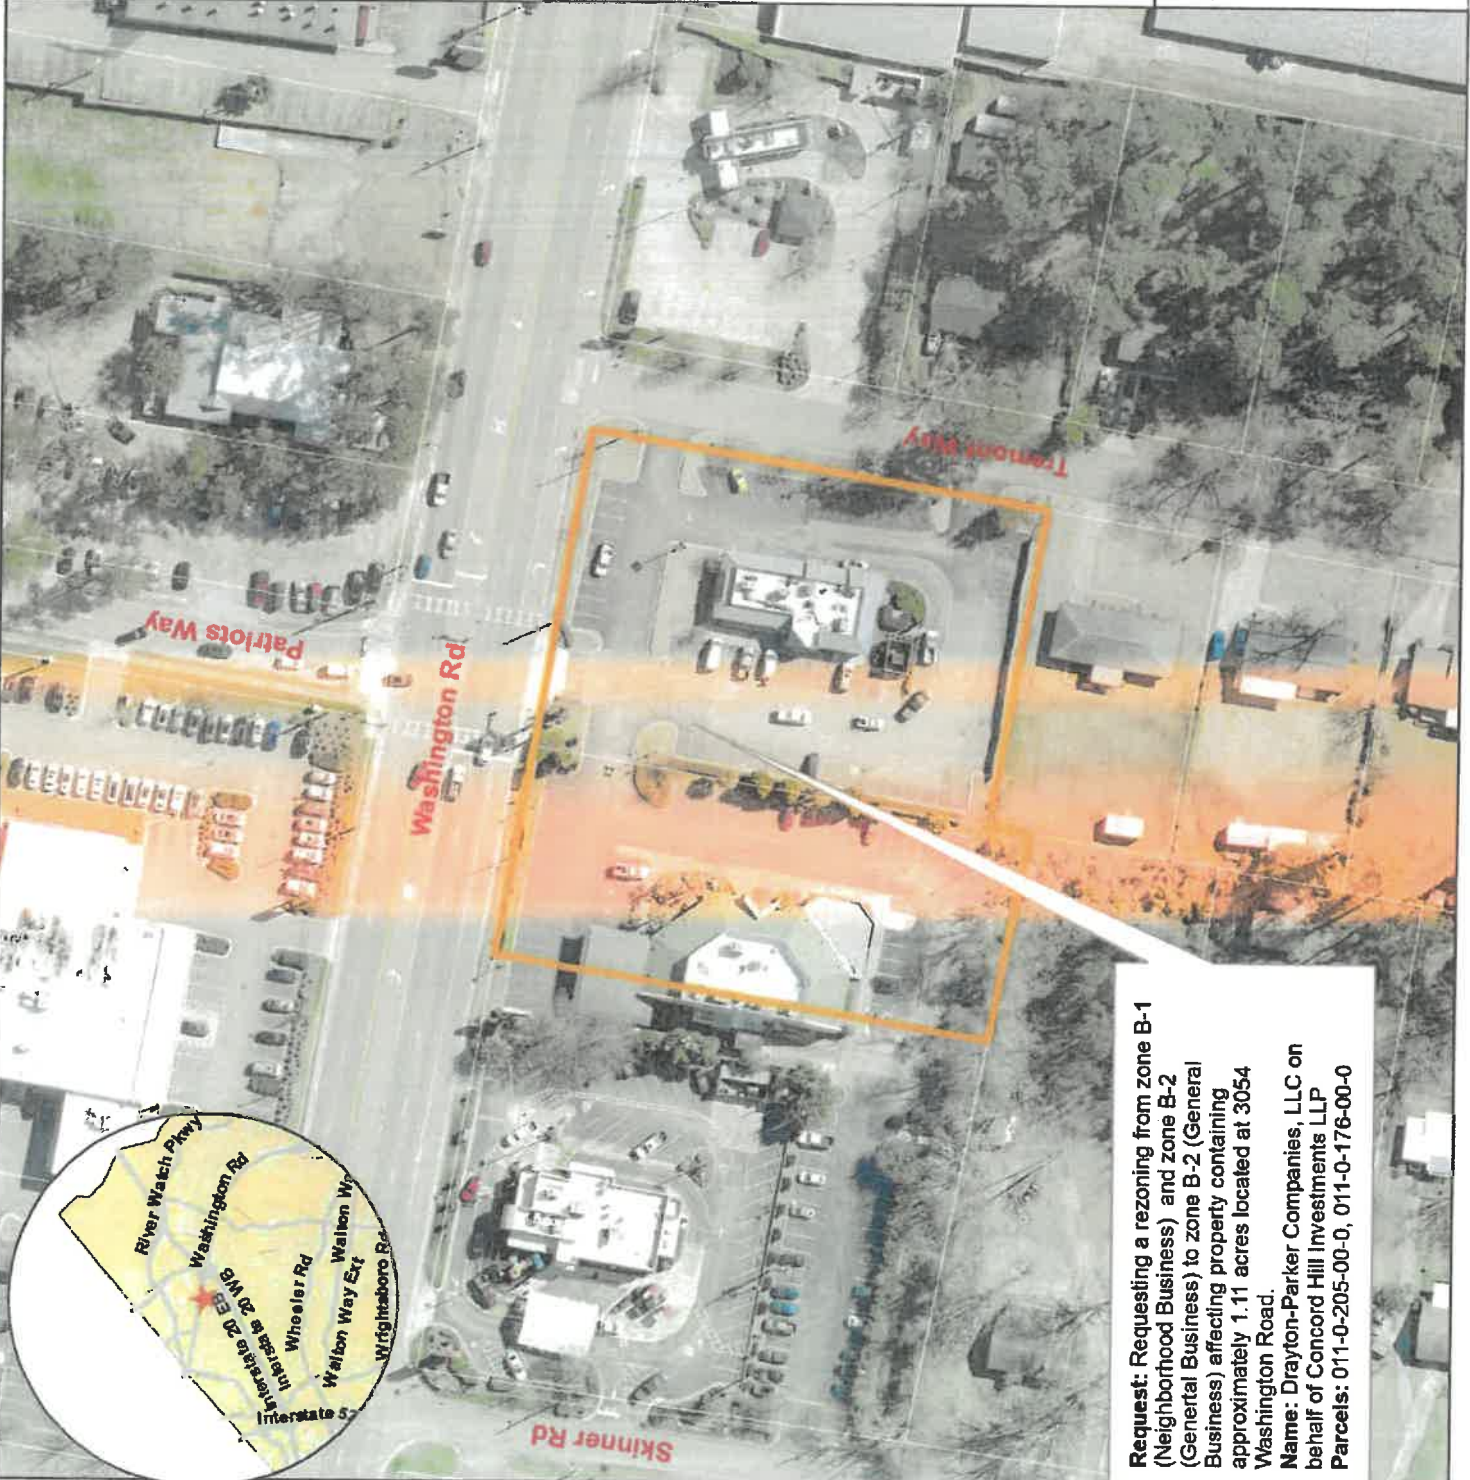 Patriots Way
Washington Rd
Tremont Way
Skinner Rd
River Watch Pkwy
Washington Rd
Interstate 20 EB
Interstate 20 WB
Wheeler Rd
Walton Way Ext
Wrightsboro Rd
Interstate
Request: Requesting a rezoning from zone B-1
(Neighborhood Business) and zone B-2
(Genertal Business) to zone B-2 (General
Business) affecting property containing
approximately 1.11 acres located at 3054
Washington Road.
Name: Drayton-Parker Companies, LLC on
behalf of Concord Hill Investments LLP
Parcels: 011-0-205-00-0, 011-0-176-00-0